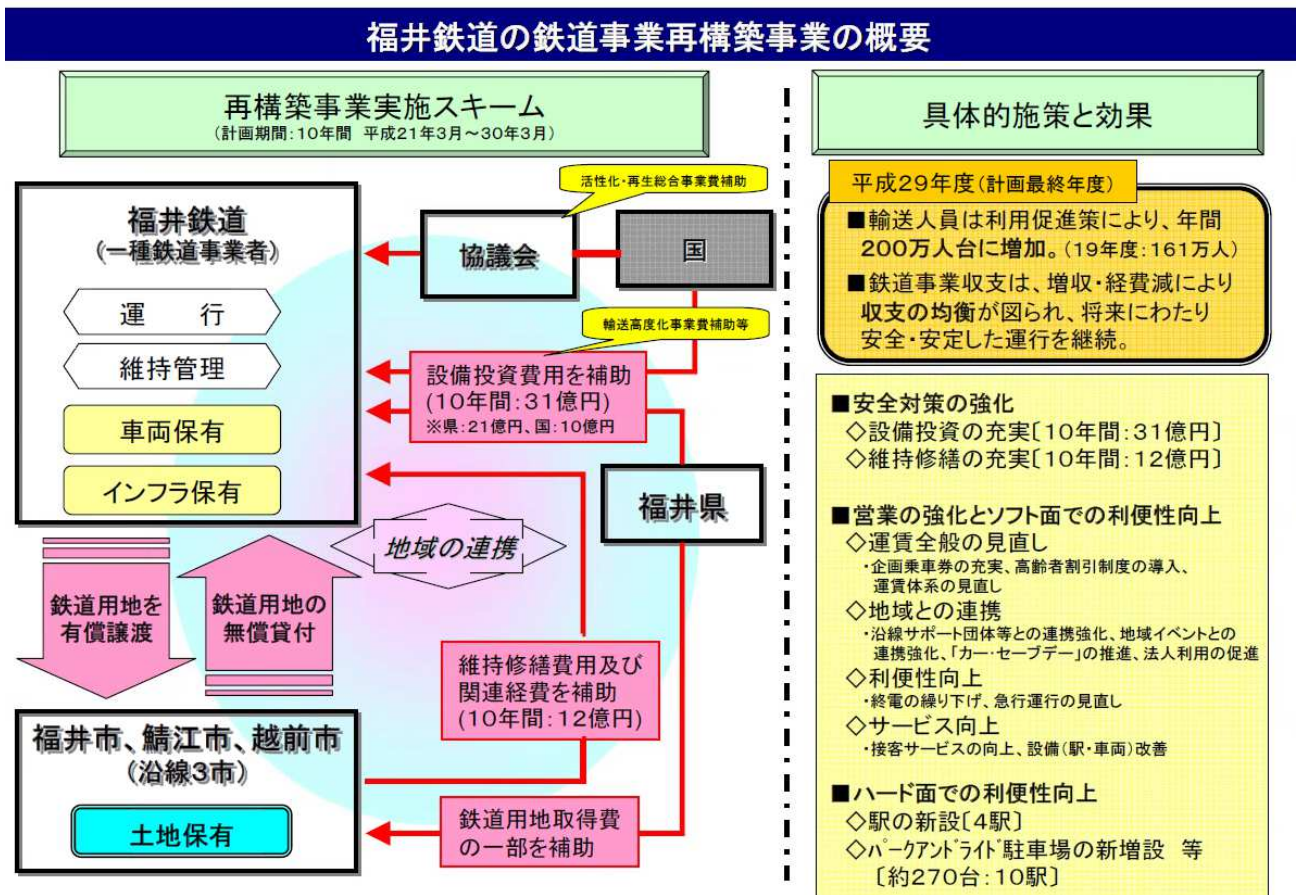 福井鉄道の鉄道事業再構築事業の概要
再構築事業実施スキーム
(計画期間:10年間 平成21年3月～30年3月)
福井鉄道
(一種鉄道事業者)
運 行
維持管理
車両保有
インフラ保有
活性化・再生総合事業費補助
協議会
国
輸送高度化事業費補助等
設備投資費用を補助
(10年間:31億円)
※県:21億円、国:10億円
福井県
地域の連携
鉄道用地を
有償譲渡
鉄道用地の
無償貸付
維持修繕費用及び
関連経費を補助
(10年間:12億円)
福井市、鯖江市、越前市
(沿線3市)
土地保有
鉄道用地取得費
の一部を補助
具体的施策と効果
平成29年度(計画最終年度)
■輸送人員は利用促進策により、年間
200万人台に増加。(19年度:161万人)
■鉄道事業収支は、増収・経費減により
収支の均衡が図られ、将来にわたり
安全・安定した運行を継続。
■安全対策の強化
◇設備投資の充実〔10年間:31億円〕
◇維持修繕の充実〔10年間:12億円〕
■営業の強化とソフト面での利便性向上
◇運賃全般の見直し
・企画乗車券の充実、高齢者割引制度の導入、
運賃体系の見直し
◇地域との連携
・沿線サポート団体等との連携強化、地域イベントとの
連携強化、「カー・セーブデー」の推進、法人利用の促進
◇利便性向上
・終電の繰り下げ、急行運行の見直し
◇サービス向上
・接客サービスの向上、設備(駅・車両)改善
■ハード面での利便性向上
◇駅の新設〔4駅〕
◇ﾊﾟｰｸｱﾝﾄﾞﾗｲﾄﾞ駐車場の新増設 等
〔約270台:10駅〕